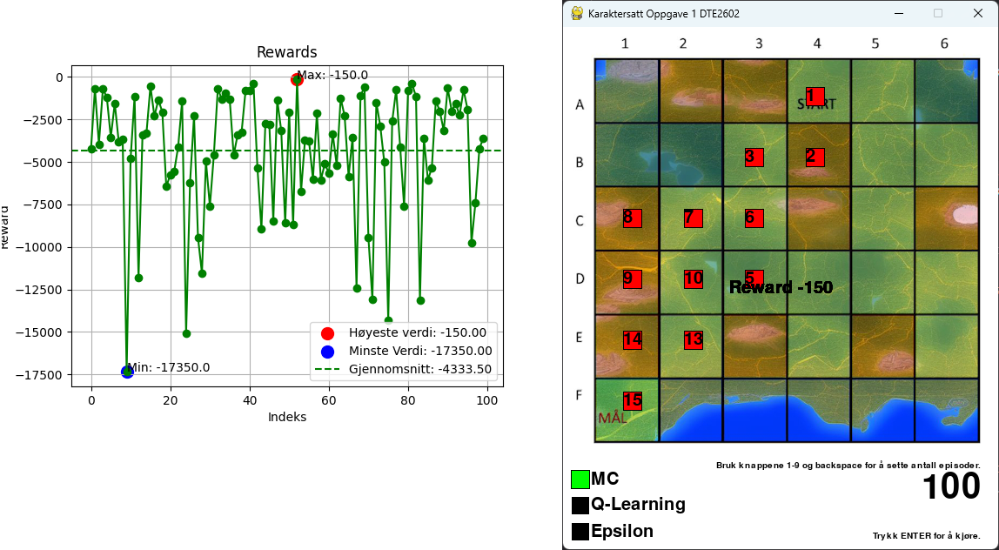 Rewards
Max: -150.0
0
−2500
−5000
−7500
−10000
−12500
−15000
−17500
Reward
Min: -17350.0
Høyeste verdi: -150.00
Minste Verdi: -17350.00
Gjennomsnitt: -4333.50
0 20 40 60 80 100
Indeks
Karaktersatt Oppgave 1 DTE2602
1 2 3 4 5 6
A
1
START
B
3 2
C
8 7 6
D
9 10 5
Reward -150
E
14 13
F
15
MÅL
Bruk knappene 1-9 og backspace for å sette antall episoder.
100
MC
Q-Learning
Epsilon
Trykk ENTER for å kjøre.